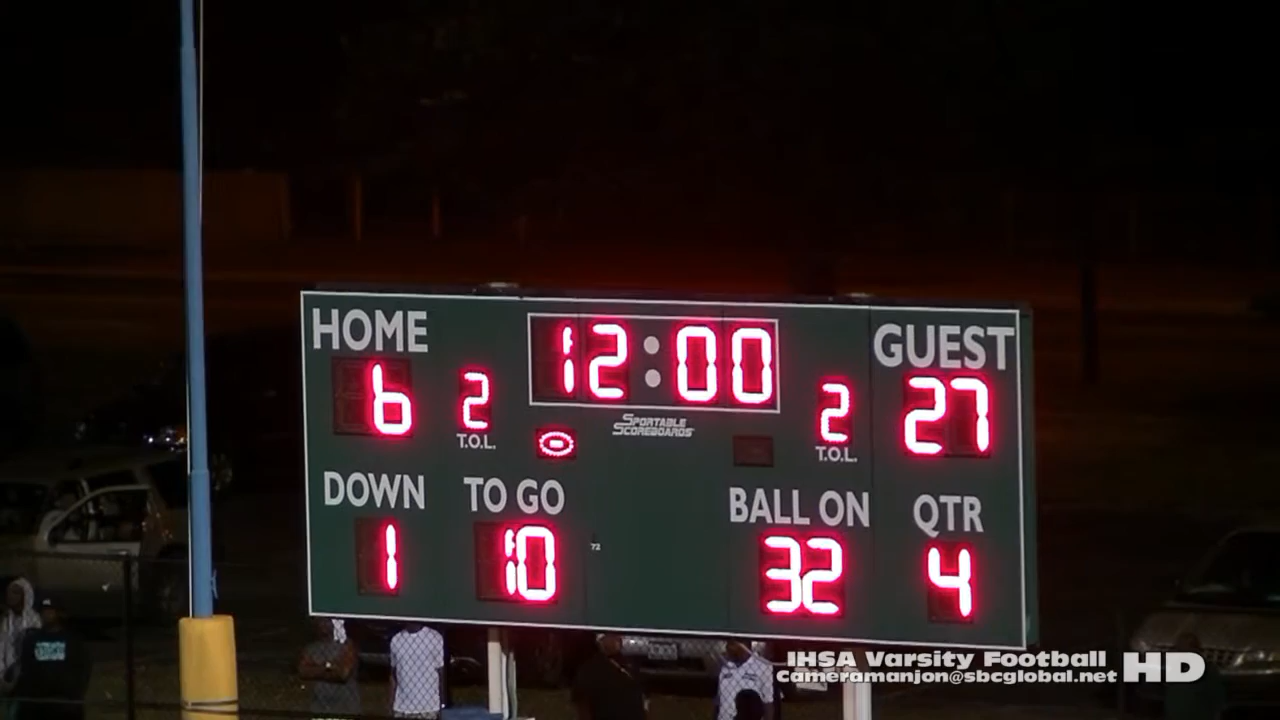 HOME
12:00
GUEST
6
2
2
27
T.O.L.
SPORTABLE
SCOREBOARDS
T.O.L.
DOWN
TO GO
BALL ON
QTR
1
10
72
32
4
IHSA Varsity Football
cameramanjon@sbcglobal.net HD